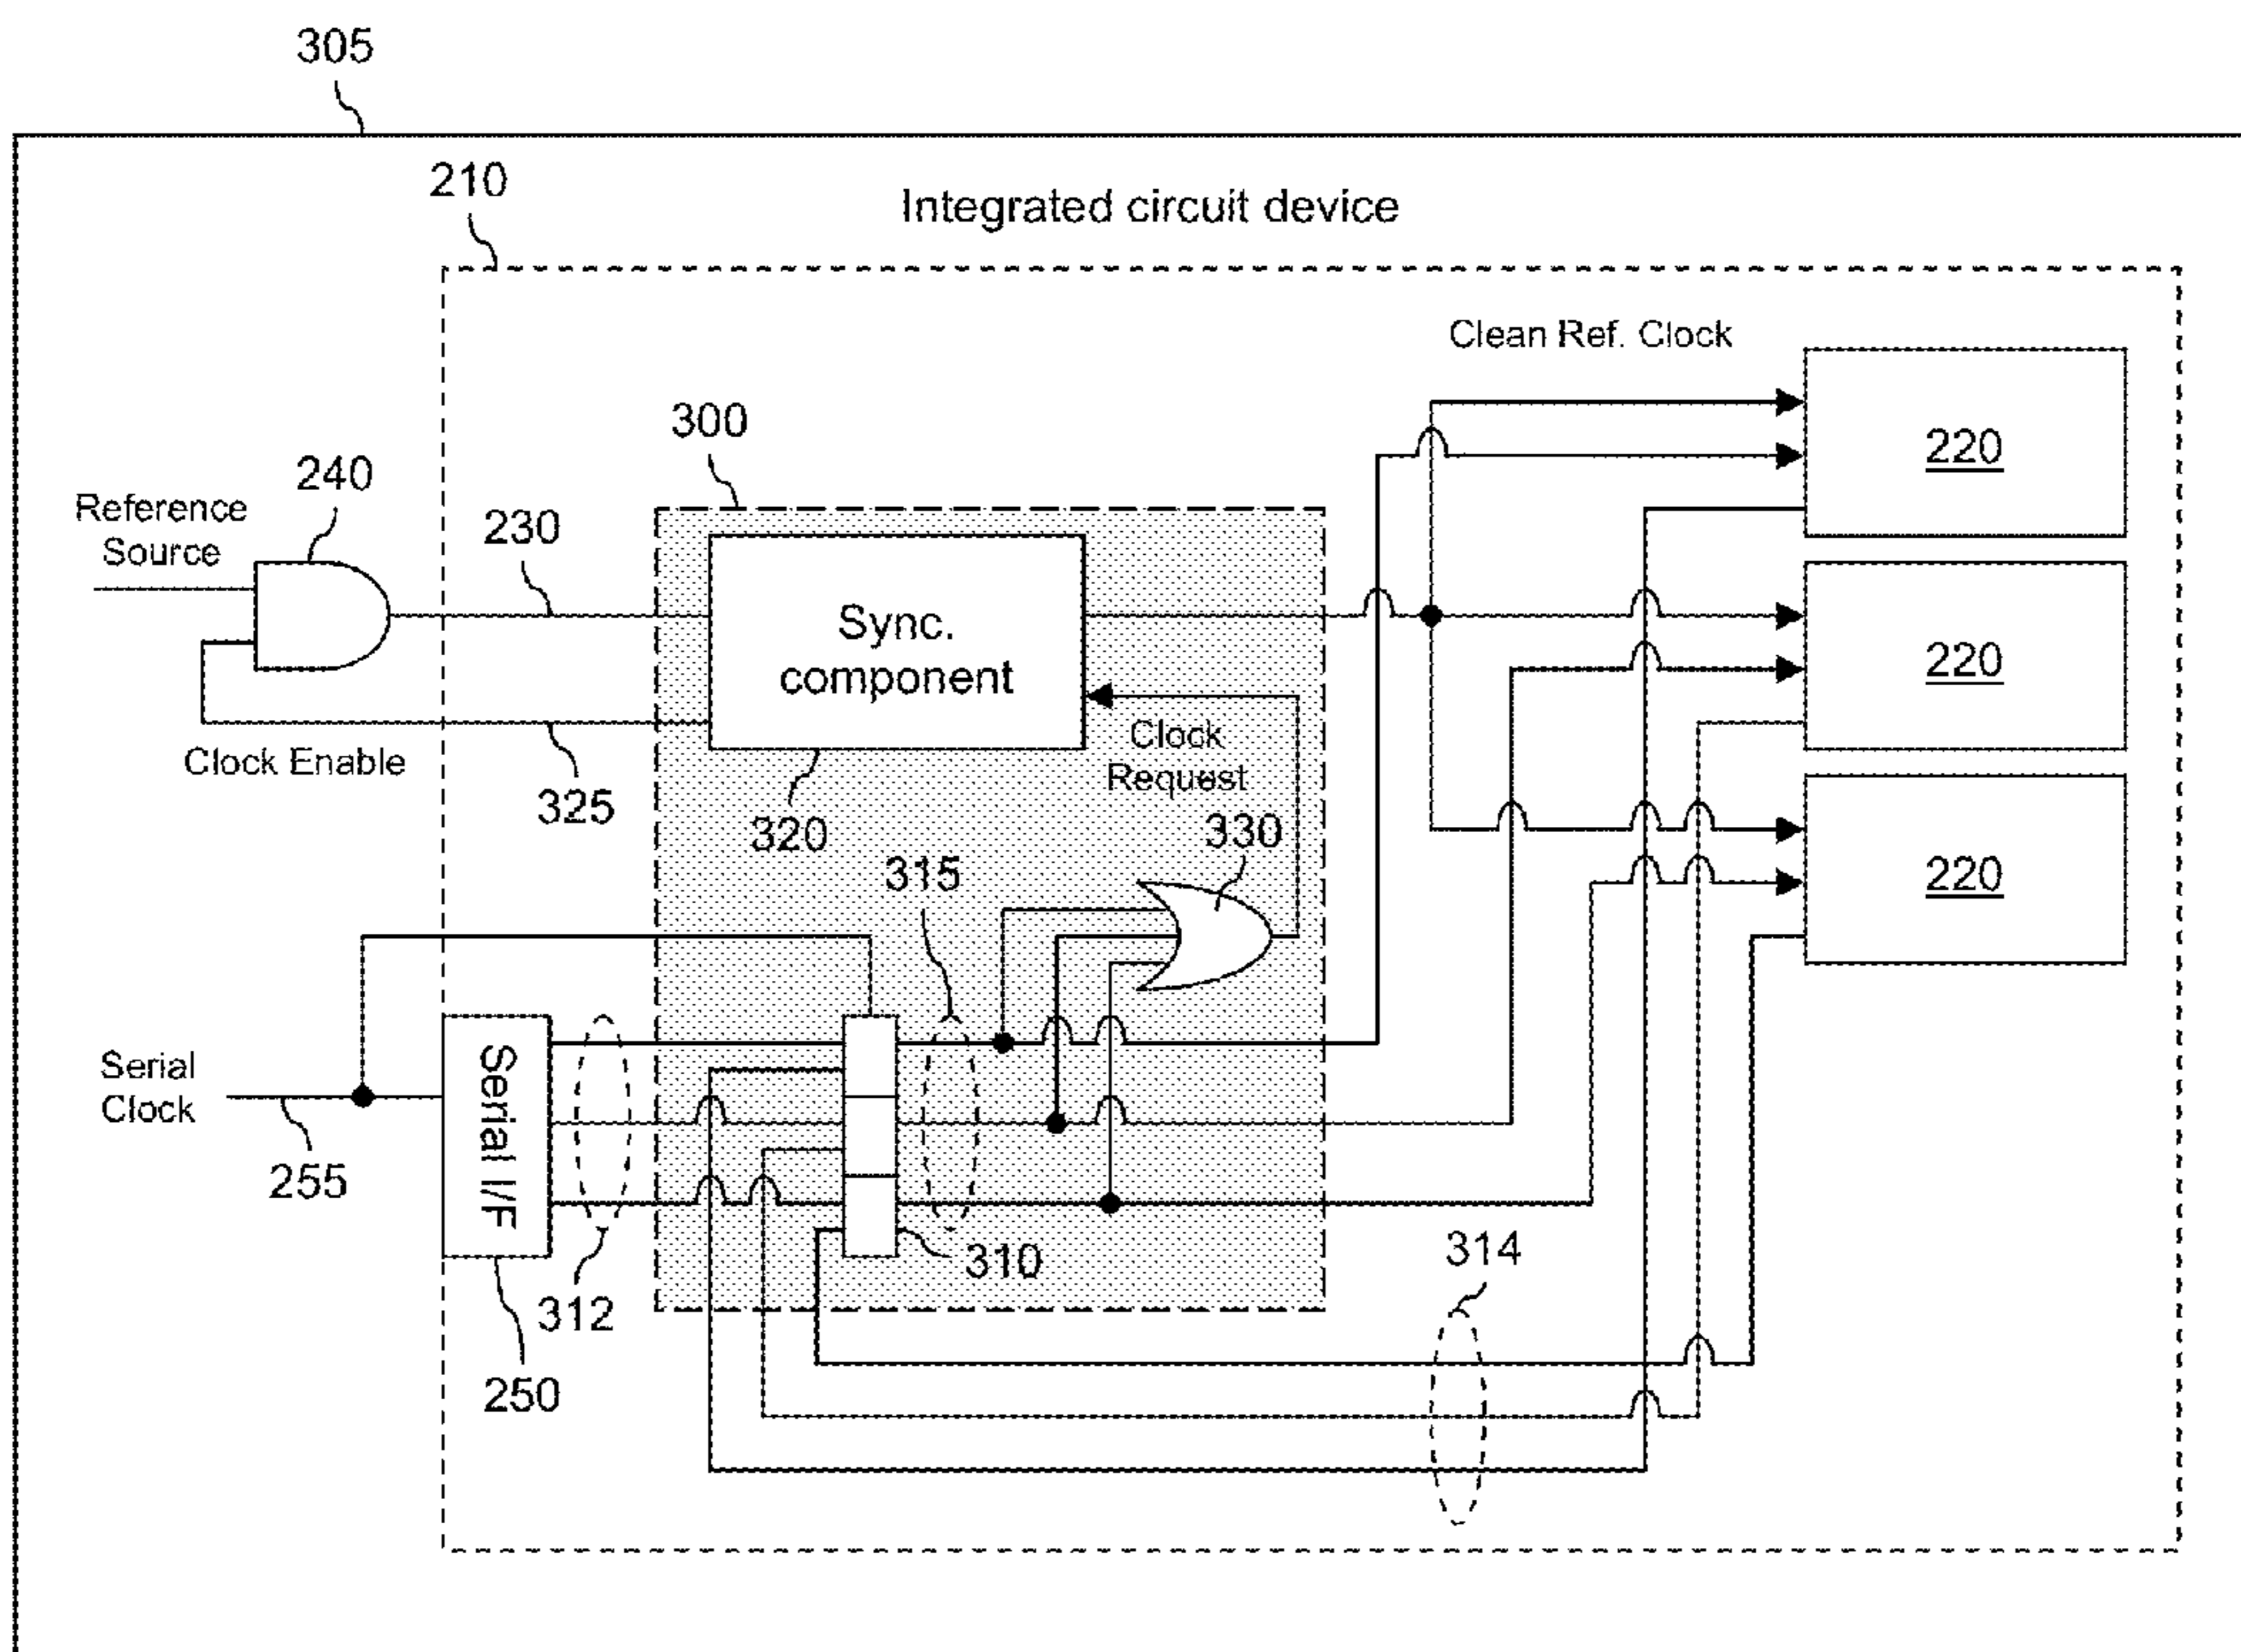 305
210
Integrated circuit device
Clean Ref. Clock
300
220
240
Reference
Source
230
Sync.
component
220
Clock Enable
325
Clock
Request
320
330
315
220
Serial
Clock
Serial I/F
255
310
314
312
250